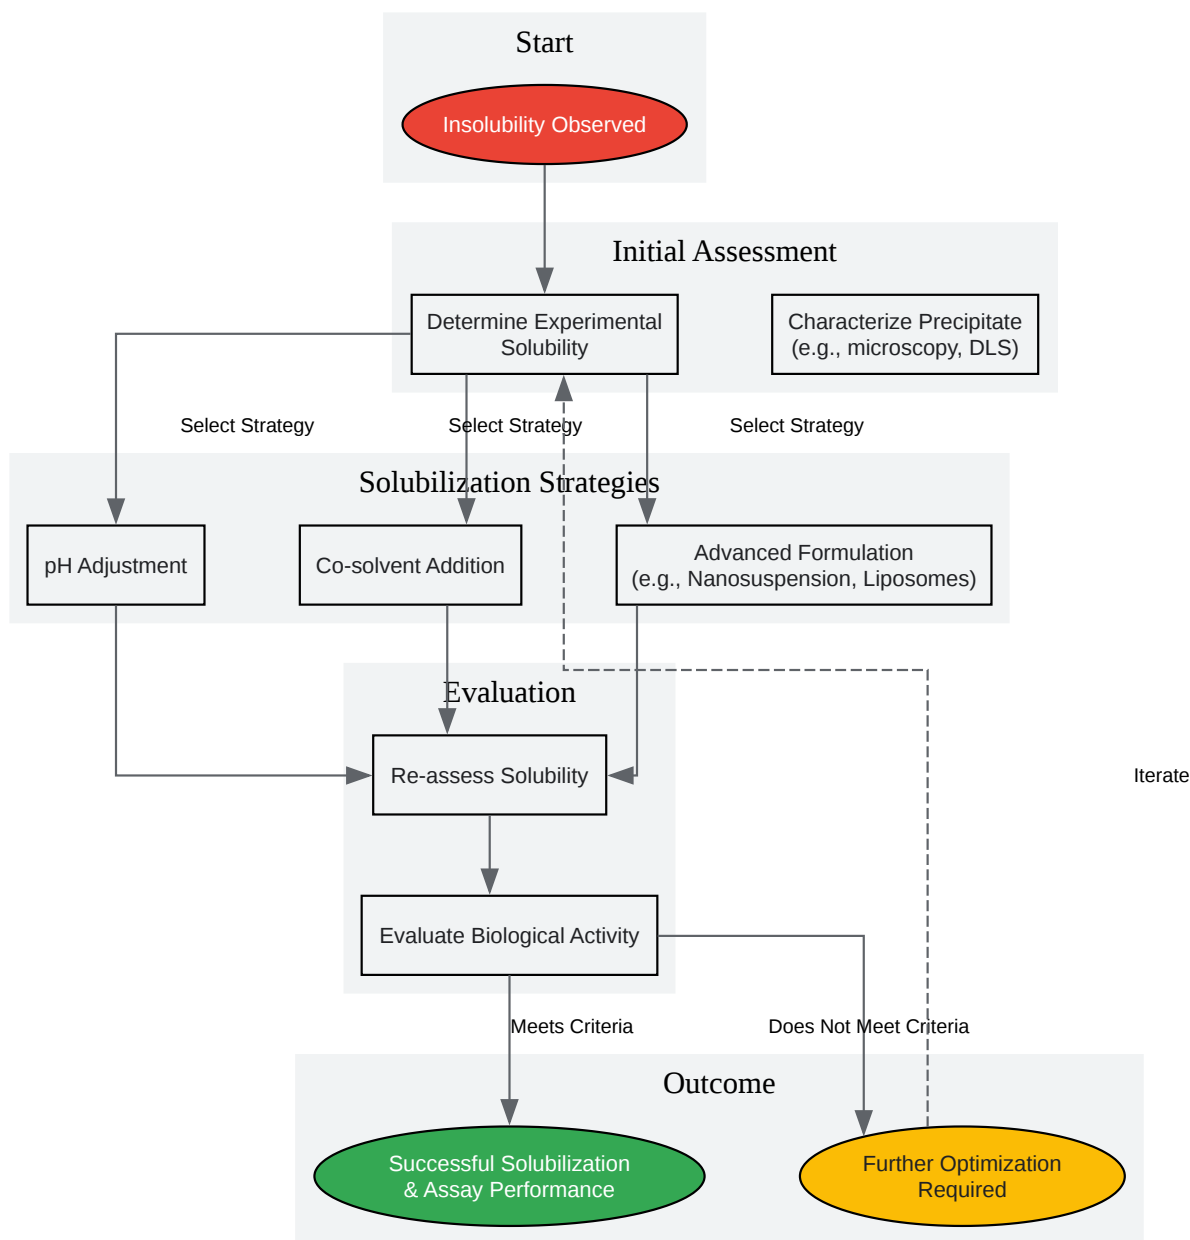 Start
Insolubility Observed
Initial Assessment
Determine Experimental
Solubility
Characterize Precipitate
(e.g., microscopy, DLS)
Select Strategy
Select Strategy
Select Strategy
Solubilization Strategies
pH Adjustment
Co-solvent Addition
Advanced Formulation
(e.g., Nanosuspension, Liposomes)
Evaluation
Re-assess Solubility
Iterate
Evaluate Biological Activity
Meets Criteria
Does Not Meet Criteria
Outcome
Successful Solubilization
& Assay Performance
Further Optimization
Required